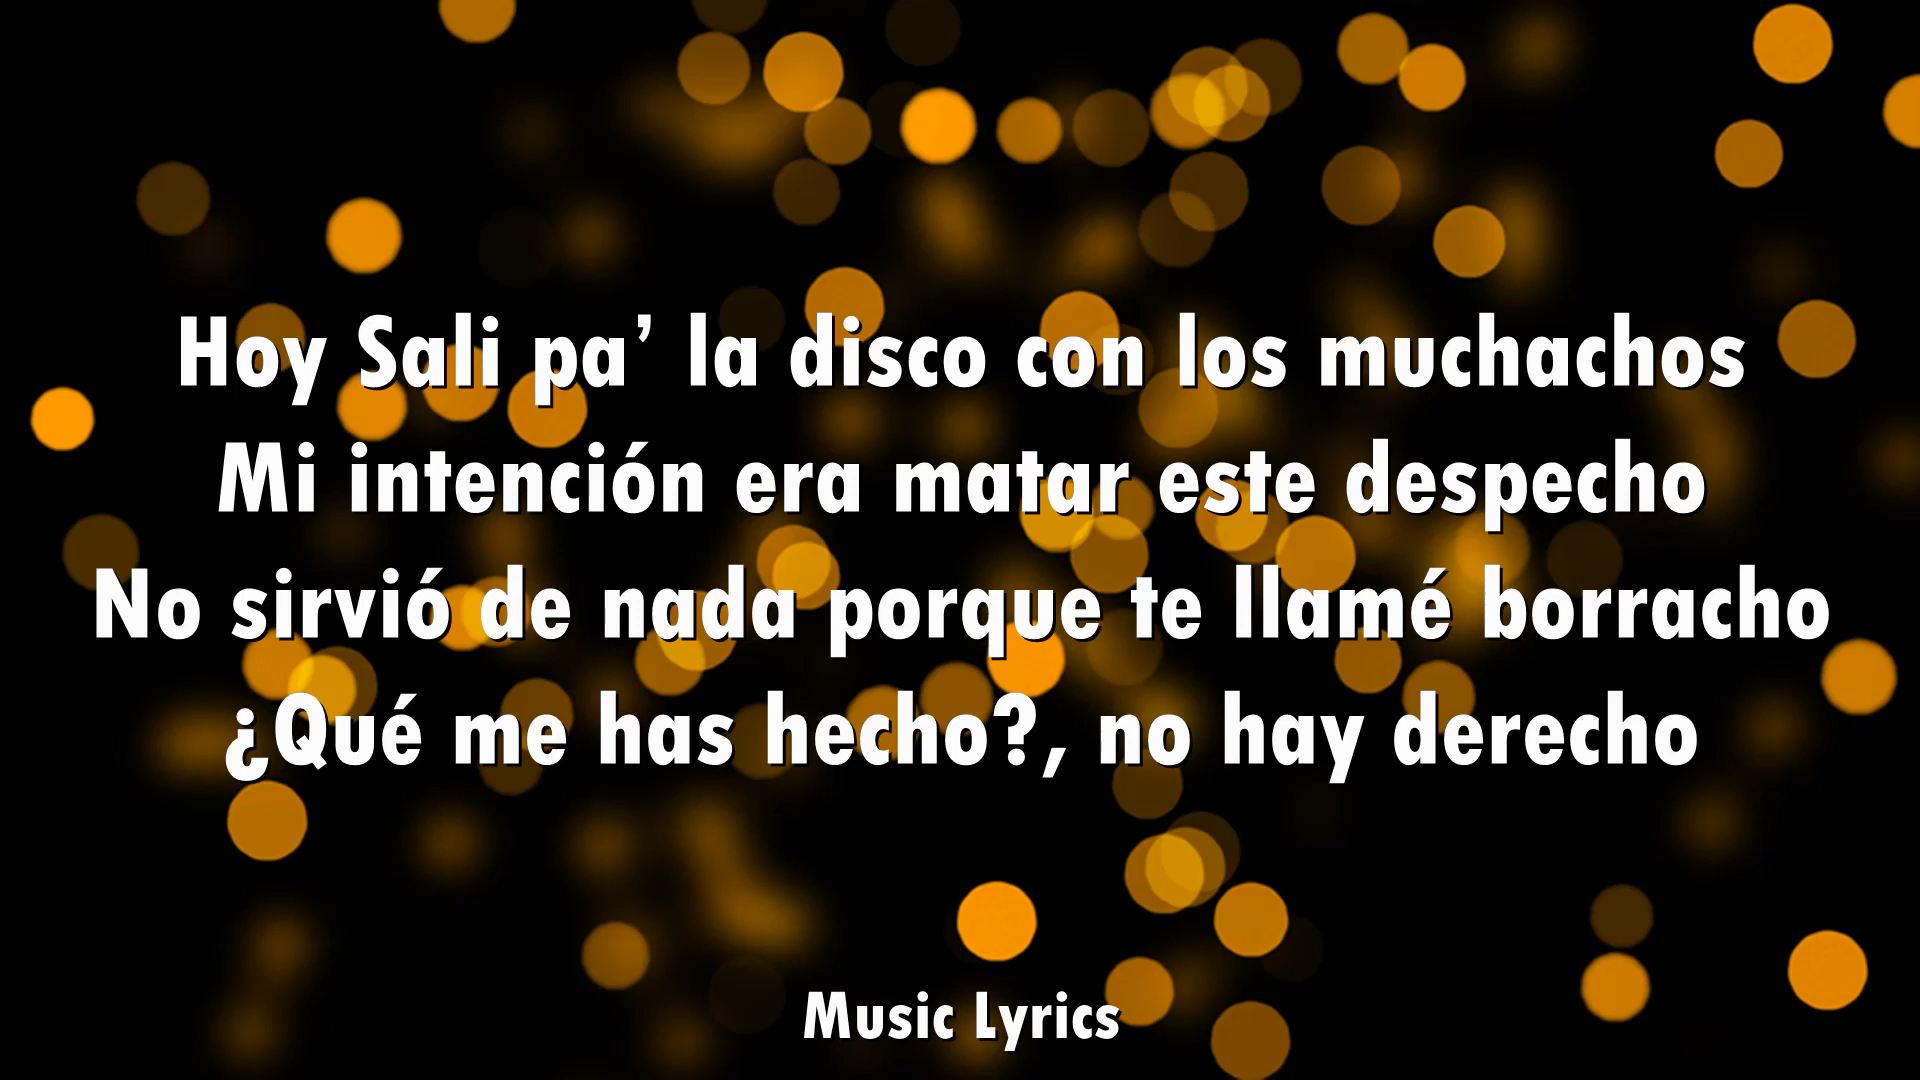 Hoy Sali pa’ la disco con los muchachos
Mi intención era matar este despecho
No sirvió de nada porque te llamé borracho
¿Qué me has hecho?, no hay derecho
Music Lyrics